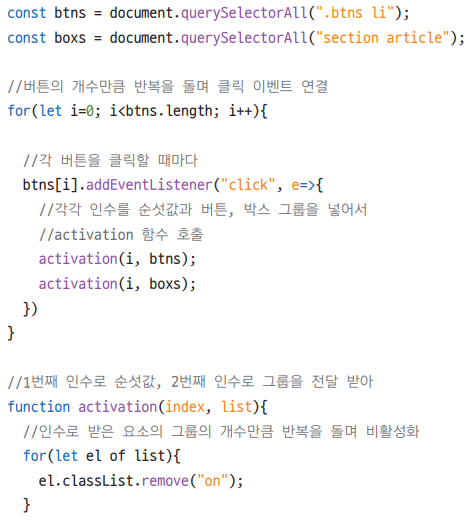 const btns = document.querySelectorAll(".btns li");
const boxs = document.querySelectorAll("section article");

//버튼의 개수만큼 반복을 돌며 클릭 이벤트 연결
for(let i=0; i<btns.length; i++){

  //각 버튼을 클릭할 때마다
  btns[i].addEventListener("click", e=>{
    //각각 인수를 순섯값과 버튼, 박스 그룹을 넣어서
    //activation 함수 호출
    activation(i, btns);
    activation(i, boxs);
  })
}

//1번째 인수로 순섯값, 2번째 인수로 그룹을 전달 받아
function activation(index, list){
  //인수로 받은 요소의 그룹의 개수만큼 반복을 돌며 비활성화
  for(let el of list){
    el.classList.remove("on");
  }